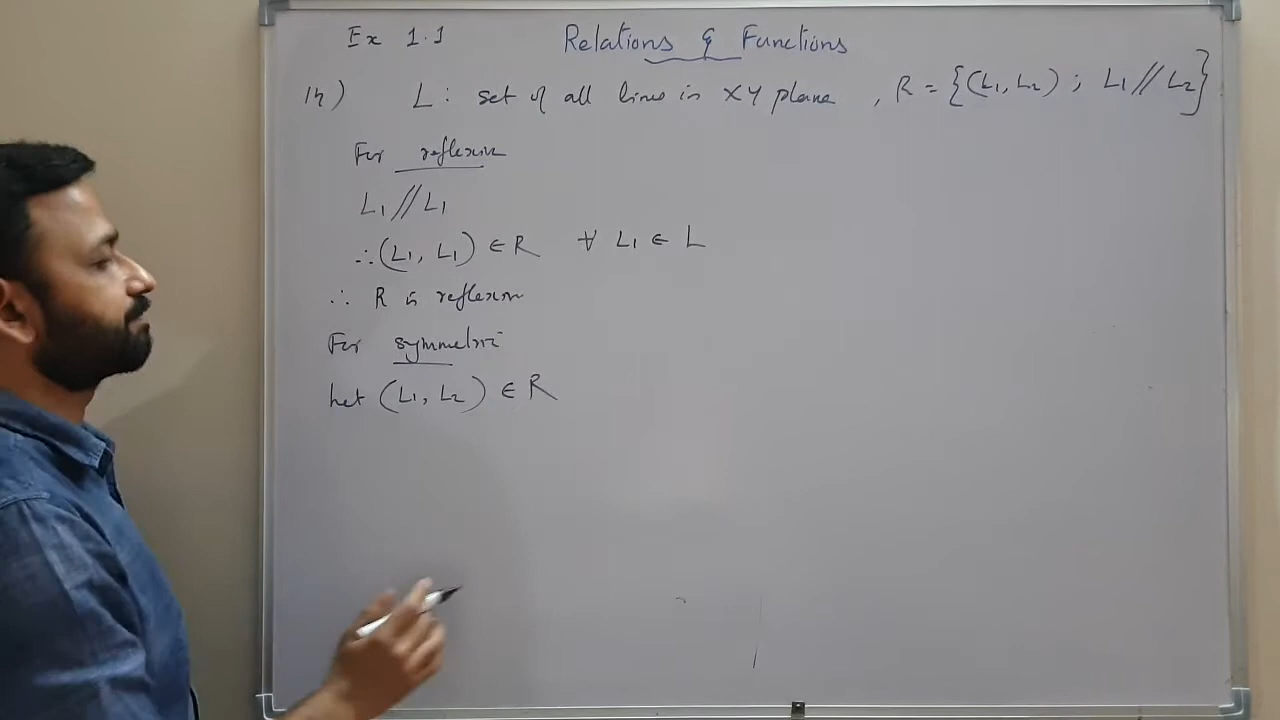 Ex 1.1 Relations & Functions
14) L : set of all lines in XY plane , R = {(L₁, L₂) ; L₁ // L₂}
For reflexive
L₁ // L₁
∴ (L₁, L₁) ∈ R ∀ L₁ ∈ L
∴ R is reflexive
For symmetric
Let (L₁, L₂) ∈ R